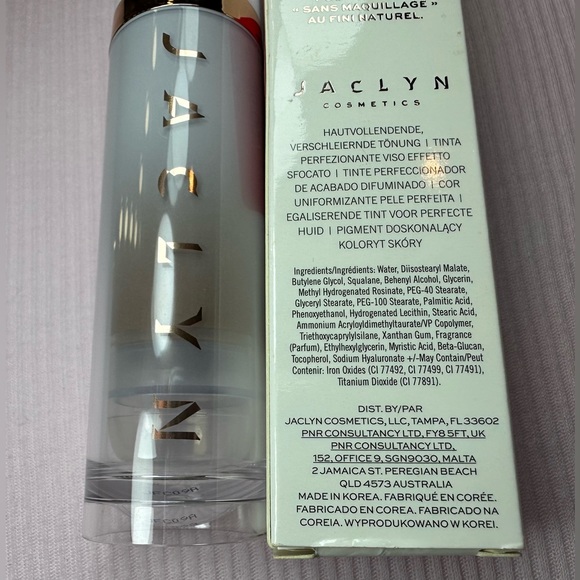 « SANS MAQUILLAGE »
AU FINI NATUREL.
JACLYN
COSMETICS
HAUTVOLLENDENDE,
VERSCHLEIERNDE TÖNUNG | TINTA
PERFEZIONANTE VISO EFFETTO
SFOCATO | TINTE PERFECCIONADOR
DE ACABADO DIFUMINADO | COR
UNIFORMIZANTE PELE PERFEITA |
EGALISERENDE TINT VOOR PERFECTE
HUID | PIGMENT DOSKONALĄCY
KOLORYT SKÓRY
Ingredients/Ingrédients: Water, Diisostearyl Malate,
Butylene Glycol, Squalane, Behenyl Alcohol, Glycerin,
Methyl Hydrogenated Rosinate, PEG-40 Stearate,
Glyceryl Stearate, PEG-100 Stearate, Palmitic Acid,
Phenoxyethanol, Hydrogenated Lecithin, Stearic Acid,
Ammonium Acryloyldimethyltaurate/VP Copolymer,
Triethoxycaprylylsilane, Xanthan Gum, Fragrance
(Parfum), Ethylhexylglycerin, Myristic Acid, Beta-Glucan,
Tocopherol, Sodium Hyaluronate +/-May Contain/Peut
Contenir: Iron Oxides (CI 77492, CI 77499, CI 77491),
Titanium Dioxide (CI 77891).
DIST. BY/PAR
JACLYN COSMETICS, LLC, TAMPA, FL 33602
PNR CONSULTANCY LTD, FY8 5FT, UK
PNR CONSULTANCY LTD,
152, OFFICE 9, SGN9030, MALTA
2 JAMAICA ST. PEREGIAN BEACH
QLD 4573 AUSTRALIA
MADE IN KOREA. FABRIQUÉ EN CORÉE.
FABRICADO EN COREA. FABRICADO NA
COREIA. WYPRODUKOWANO W KOREI.
JACLYN